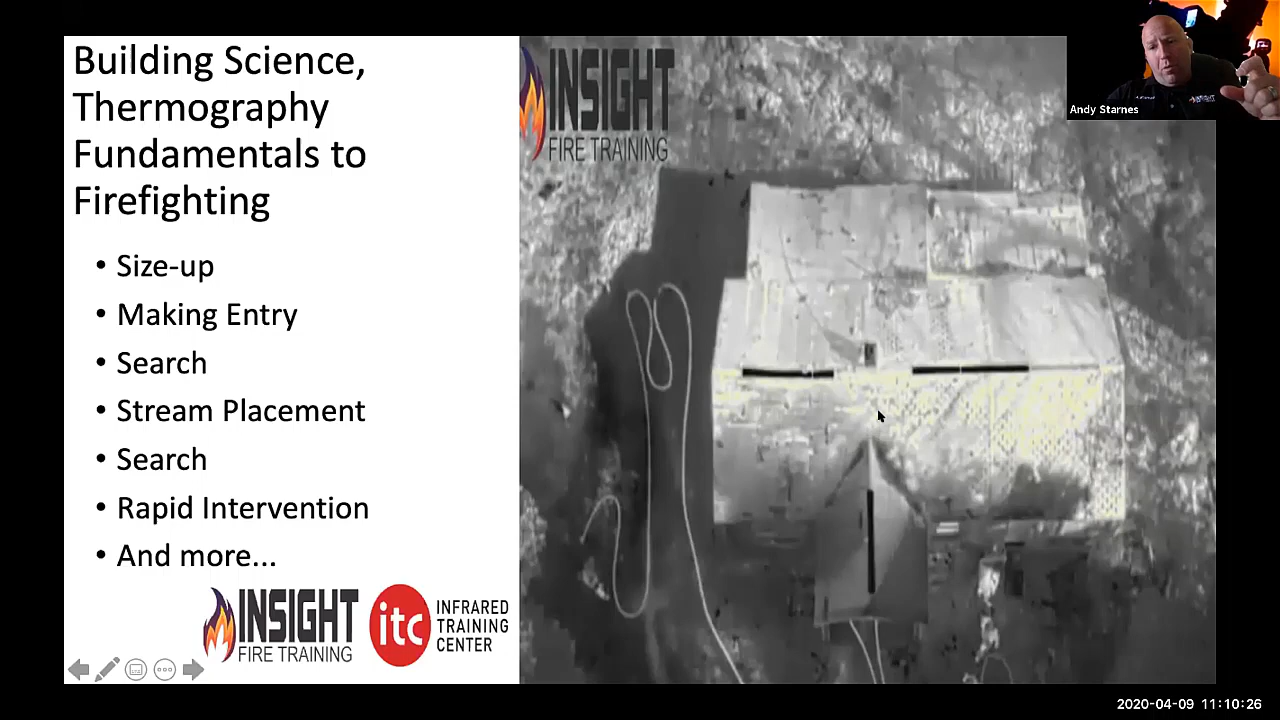 Building Science,
Thermography
Fundamentals to
Firefighting
• Size-up
• Making Entry
• Search
• Stream Placement
• Search
• Rapid Intervention
• And more...
INSIGHT
FIRE TRAINING
itc
INFRARED
TRAINING
CENTER
INSIGHT
FIRE TRAINING
Andy Starnes
2020-04-09 11:10:26